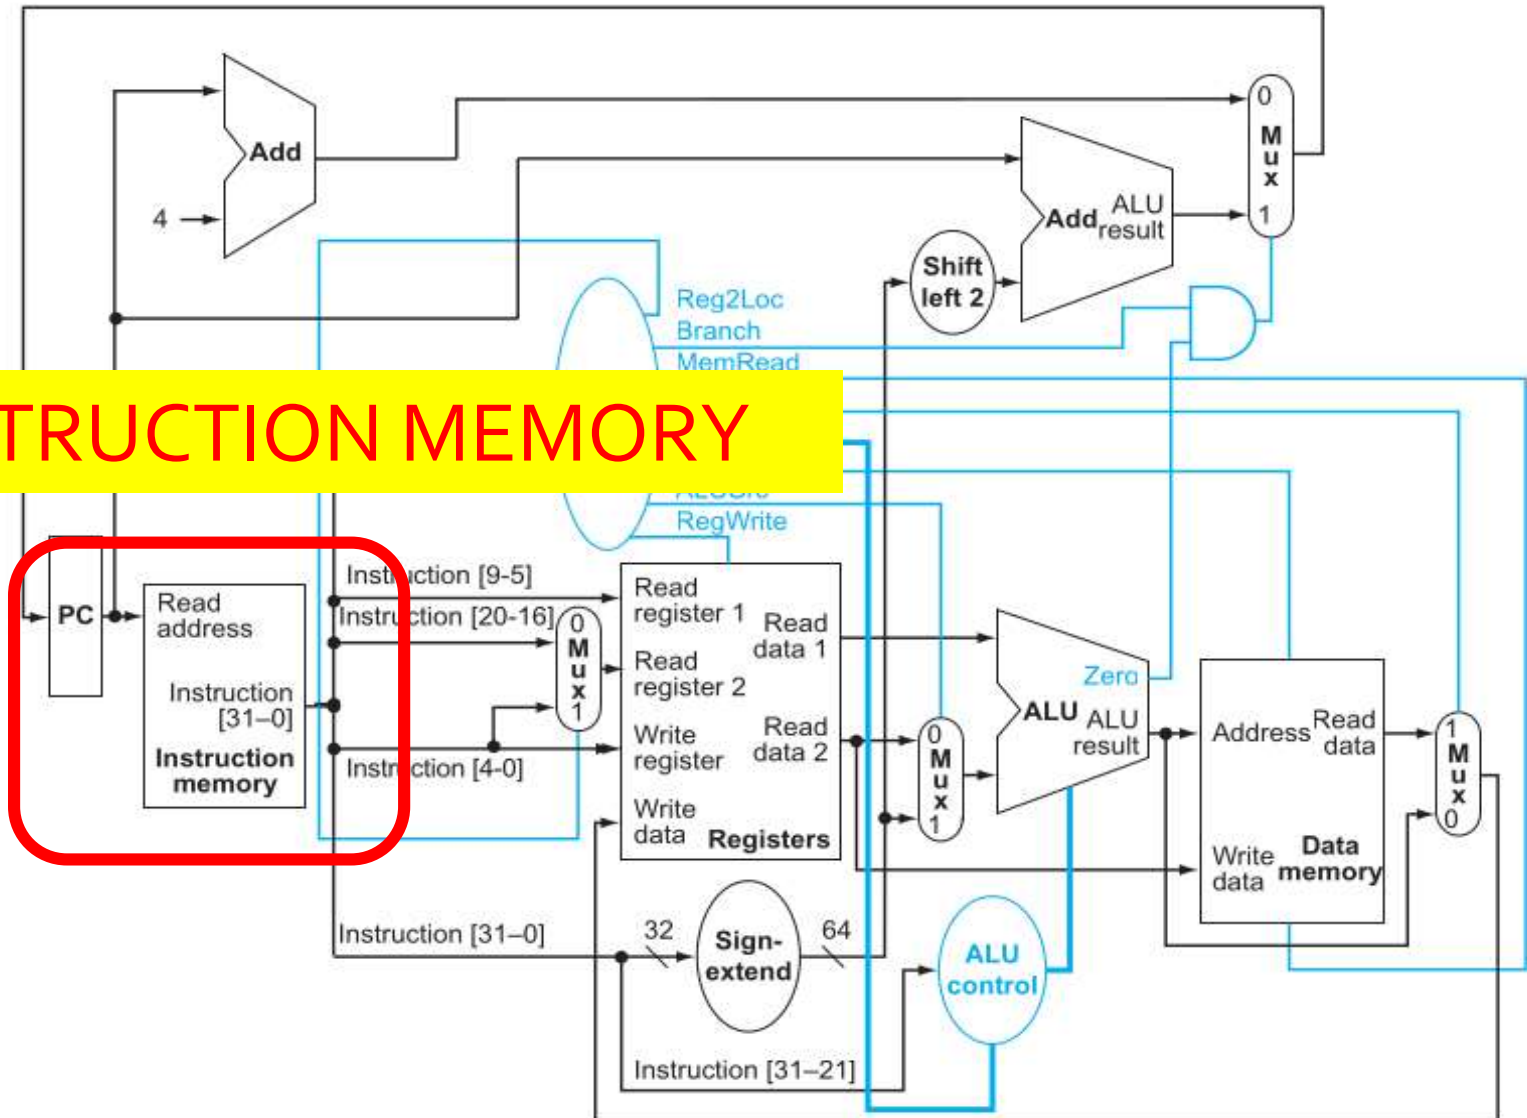 0
Mux
1
Add
4
Add
ALU
result
Shift
left 2
Reg2Loc
Branch
MemRead
TRUCTION MEMORY
RegWrite
PC
Read
address
Instruction
[31–0]
Instruction
memory
Instruction [9-5]
Instruction [20-16]
Instruction [4-0]
0
Mux
1
Read
register 1
Read
register 2
Write
register
Write
data
Read
data 1
Read
data 2
Registers
0
Mux
1
Zero
ALU
ALU
result
Address
Read
data
Write
data
Data
memory
1
Mux
0
Instruction [31–0]
32
Sign-
extend
64
ALU
control
Instruction [31–21]